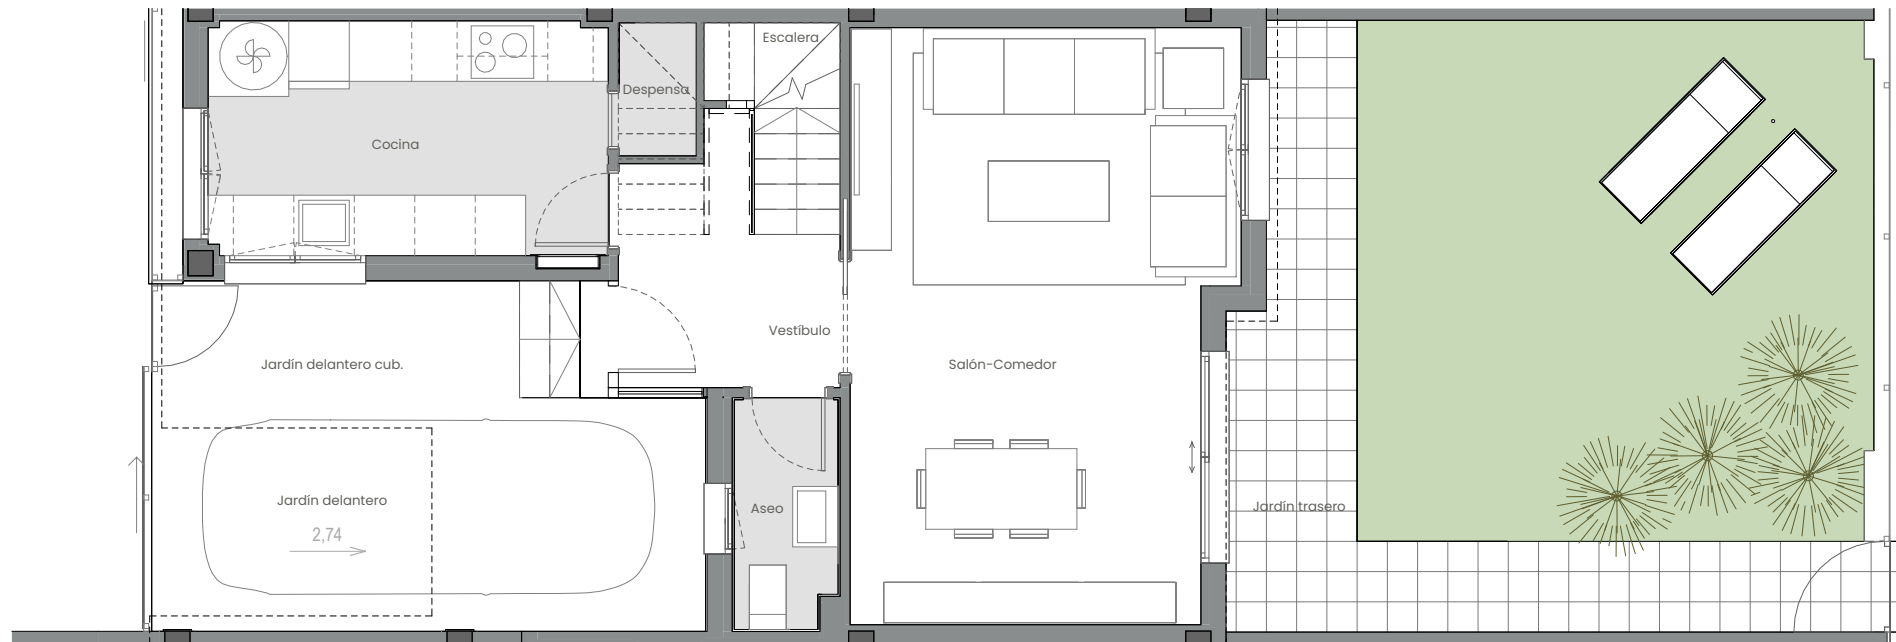 Escalera
Despensa
Cocina
Vestíbulo
Jardín delantero cub.
Salón-Comedor
Jardín delantero
2,74
Aseo
Jardín trasero